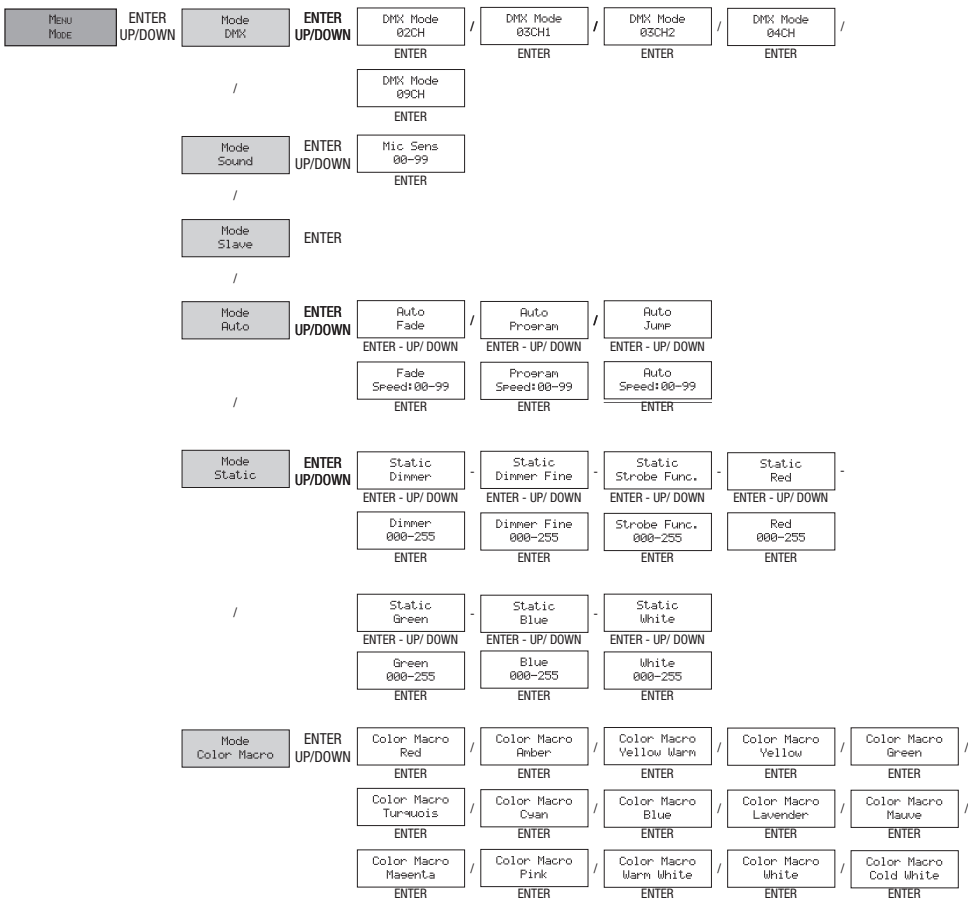 MENU MODE ENTER UP/DOWN Mode DMX ENTER UP/DOWN DMX Mode 02CH / DMX Mode 03CH1 / DMX Mode 03CH2 / DMX Mode 04CH /
ENTER ENTER ENTER ENTER
/ DMX Mode 09CH
ENTER
Mode Sound ENTER UP/DOWN Mic Sens 00-99
ENTER
/
Mode Slave ENTER
/
Mode Auto ENTER UP/DOWN Auto Fade / Auto Program / Auto Jump
ENTER - UP/ DOWN ENTER - UP/ DOWN ENTER - UP/ DOWN
Fade Speed:00-99 Program Speed:00-99 Auto Speed:00-99
/ ENTER ENTER ENTER
Mode Static ENTER UP/DOWN Static Dimmer - Static Dimmer Fine - Static Strobe Func. - Static Red -
ENTER - UP/ DOWN ENTER - UP/ DOWN ENTER - UP/ DOWN ENTER - UP/ DOWN
Dimmer 000-255 Dimmer Fine 000-255 Strobe Func. 000-255 Red 000-255
ENTER ENTER ENTER ENTER
/ Static Green - Static Blue - Static White
ENTER - UP/ DOWN ENTER - UP/ DOWN ENTER - UP/ DOWN
Green 000-255 Blue 000-255 White 000-255
ENTER ENTER ENTER
Mode Color Macro ENTER UP/DOWN Color Macro Red / Color Macro Amber / Color Macro Yellow Warm / Color Macro Yellow / Color Macro Green /
ENTER ENTER ENTER ENTER ENTER
Color Macro Turquois / Color Macro Cyan / Color Macro Blue / Color Macro Lavender / Color Macro Mauve /
ENTER ENTER ENTER ENTER ENTER
Color Macro Magenta / Color Macro Pink / Color Macro Warm White / Color Macro White / Color Macro Cold White
ENTER ENTER ENTER ENTER ENTER